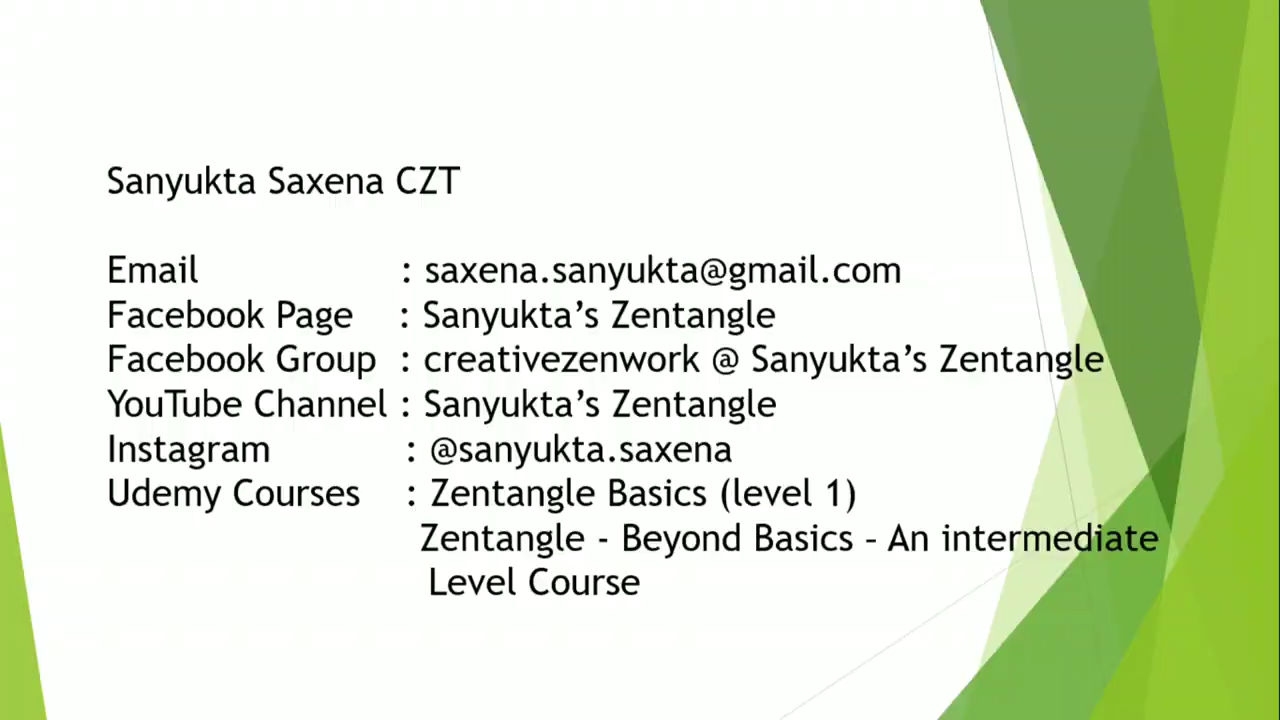 Sanyukta Saxena CZT
Email : saxena.sanyukta@gmail.com
Facebook Page : Sanyukta’s Zentangle
Facebook Group : creativezenwork @ Sanyukta’s Zentangle
YouTube Channel : Sanyukta’s Zentangle
Instagram : @sanyukta.saxena
Udemy Courses : Zentangle Basics (level 1)
Zentangle - Beyond Basics – An intermediate
Level Course